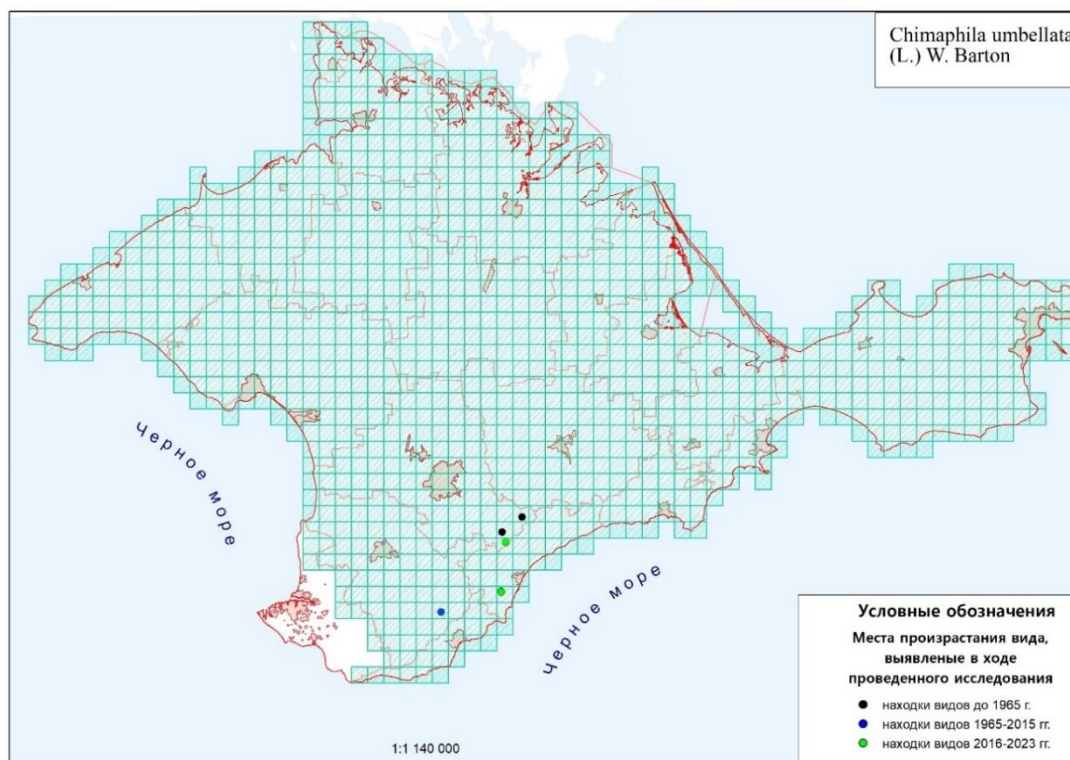 Chimaphila umbellata
(L.) W. Barton
Черное море
Черное море
Условные обозначения
Места произрастания вида,
выявленые в ходе
проведенного исследования
находки видов до 1965 г.
находки видов 1965-2015 гг.
находки видов 2016-2023 гг.
1:1 140 000